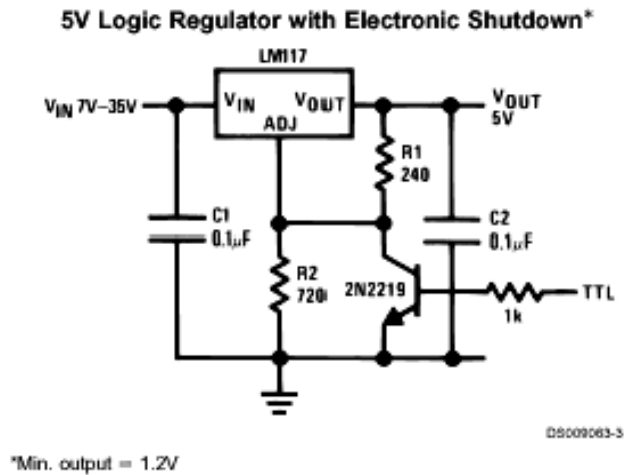 5V Logic Regulator with Electronic Shutdown*
LM117
VIN 7V–35V
VIN
VOUT
ADJ
VOUT
5V
R1
240
C1
0.1μF
C2
0.1μF
R2
720
2N2219
TTL
1k
DS009063-3
*Min. output = 1.2V